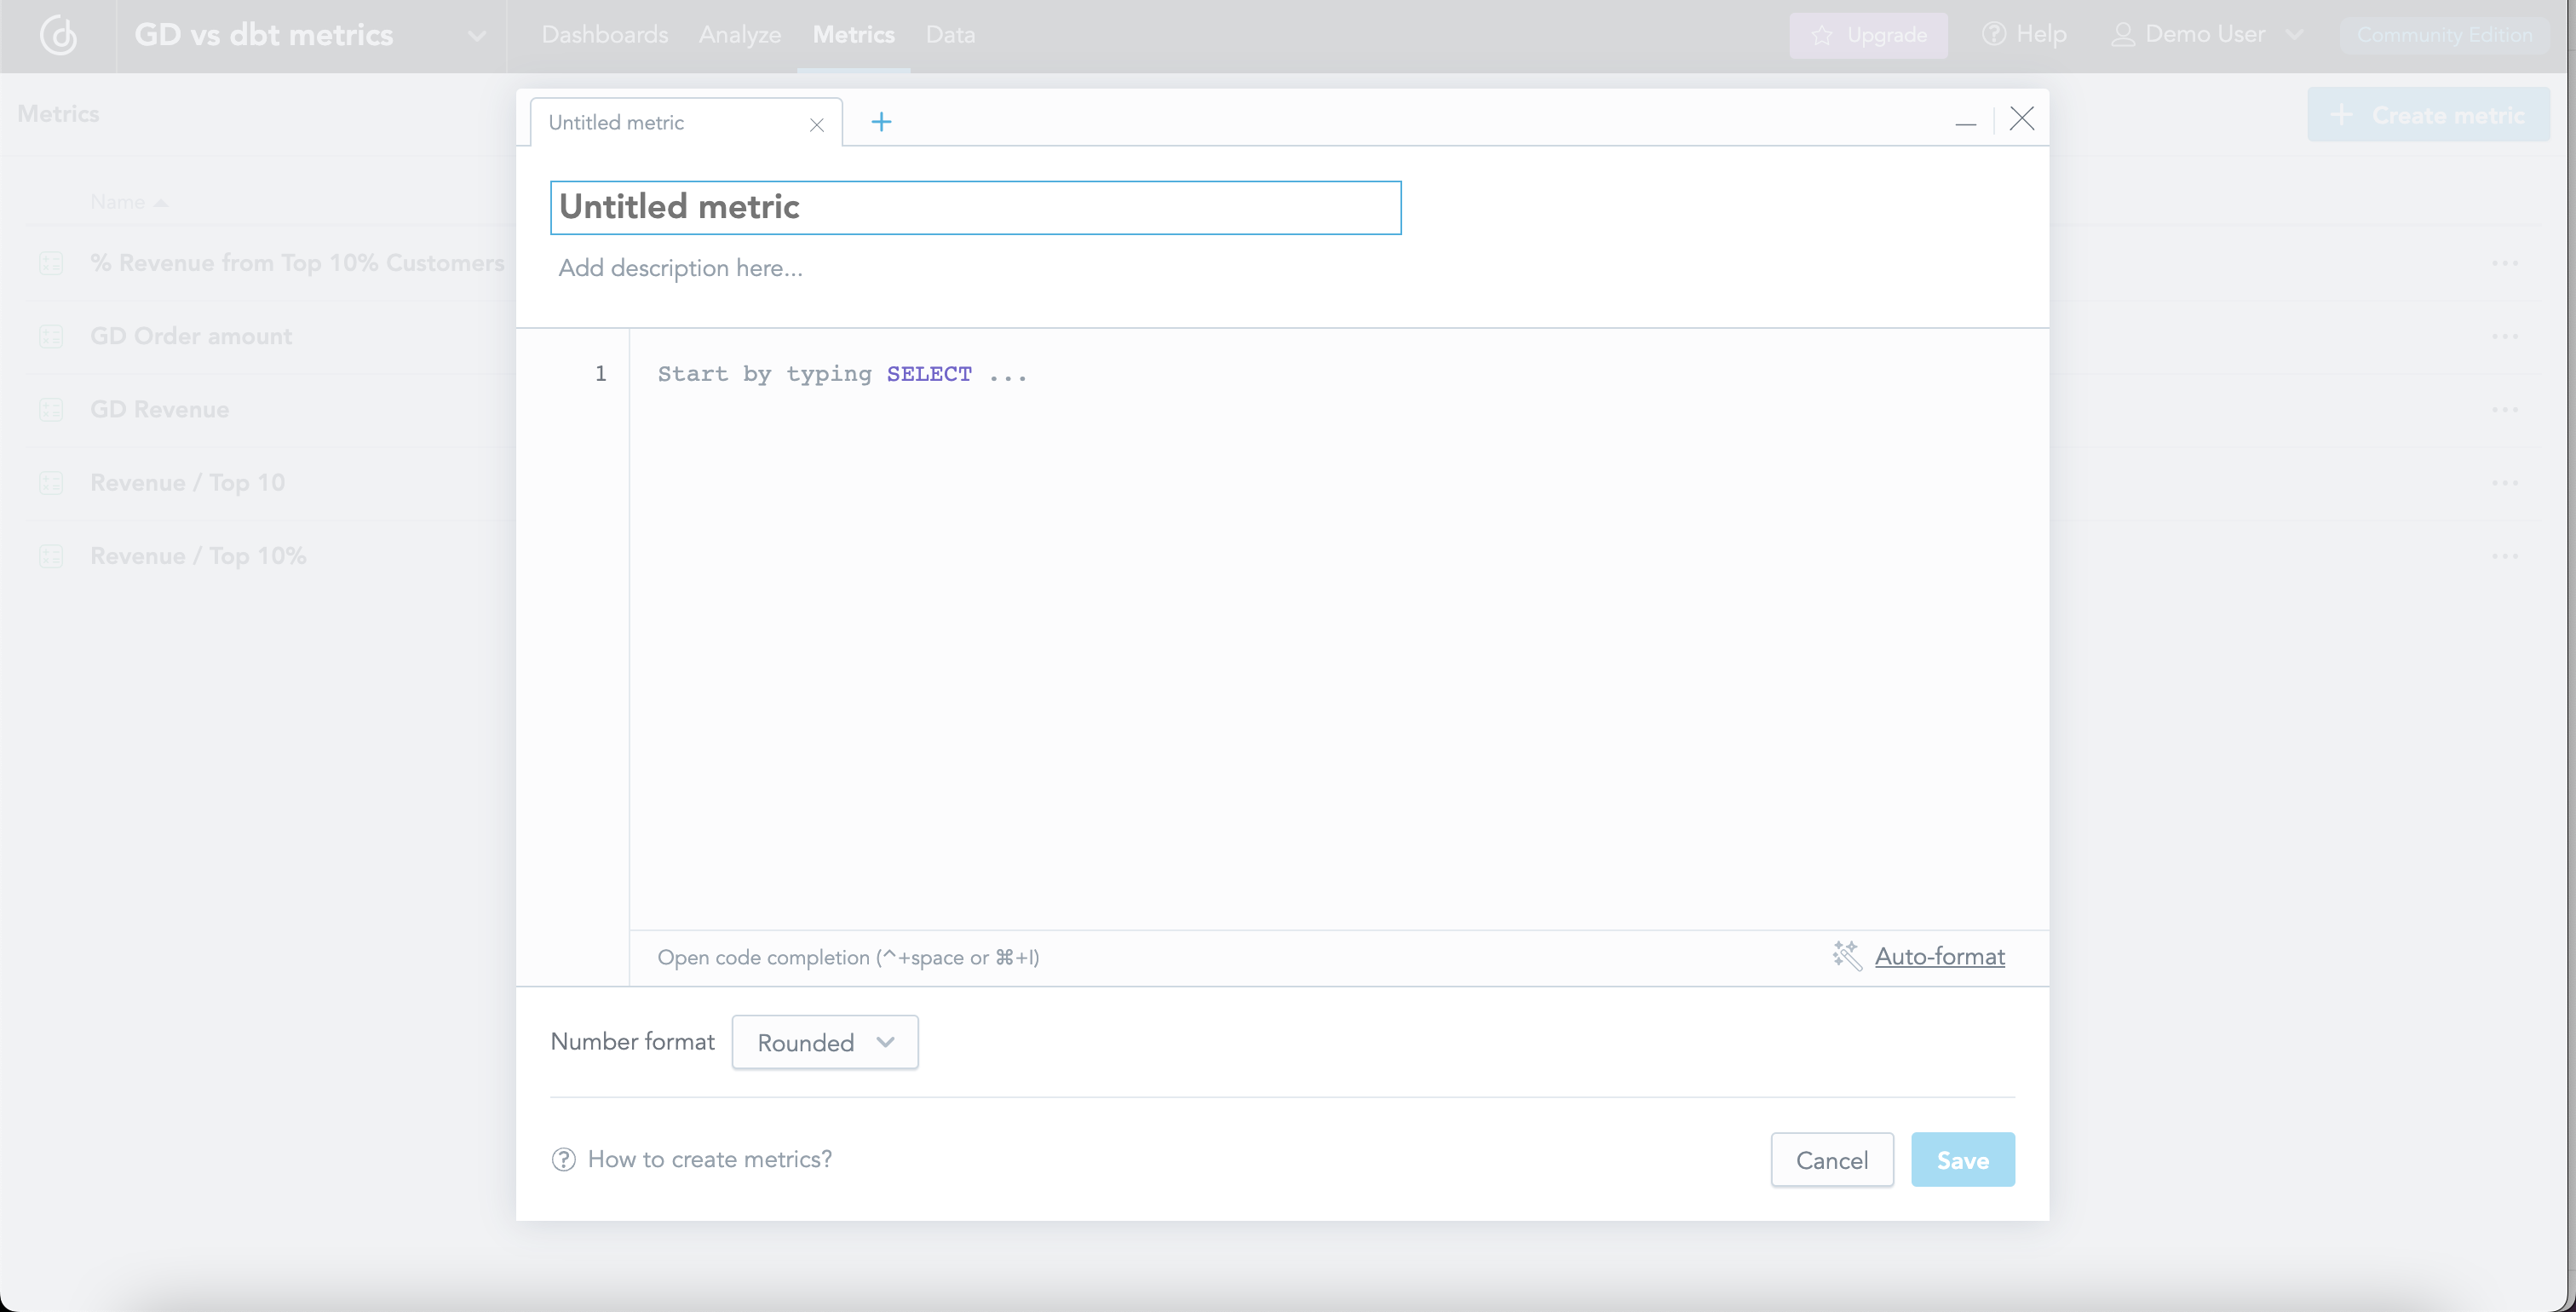 GD vs dbt metrics
Dashboards Analyze Metrics Data
Upgrade Help Demo User Community Edition
Metrics
Create metric
Name
% Revenue from Top 10% Customers
GD Order amount
GD Revenue
Revenue / Top 10
Revenue / Top 10%
Untitled metric
Untitled metric
Add description here...
1 Start by typing SELECT ...
Open code completion (^+space or ⌘+I)
Auto-format
Number format Rounded
How to create metrics?
Cancel Save